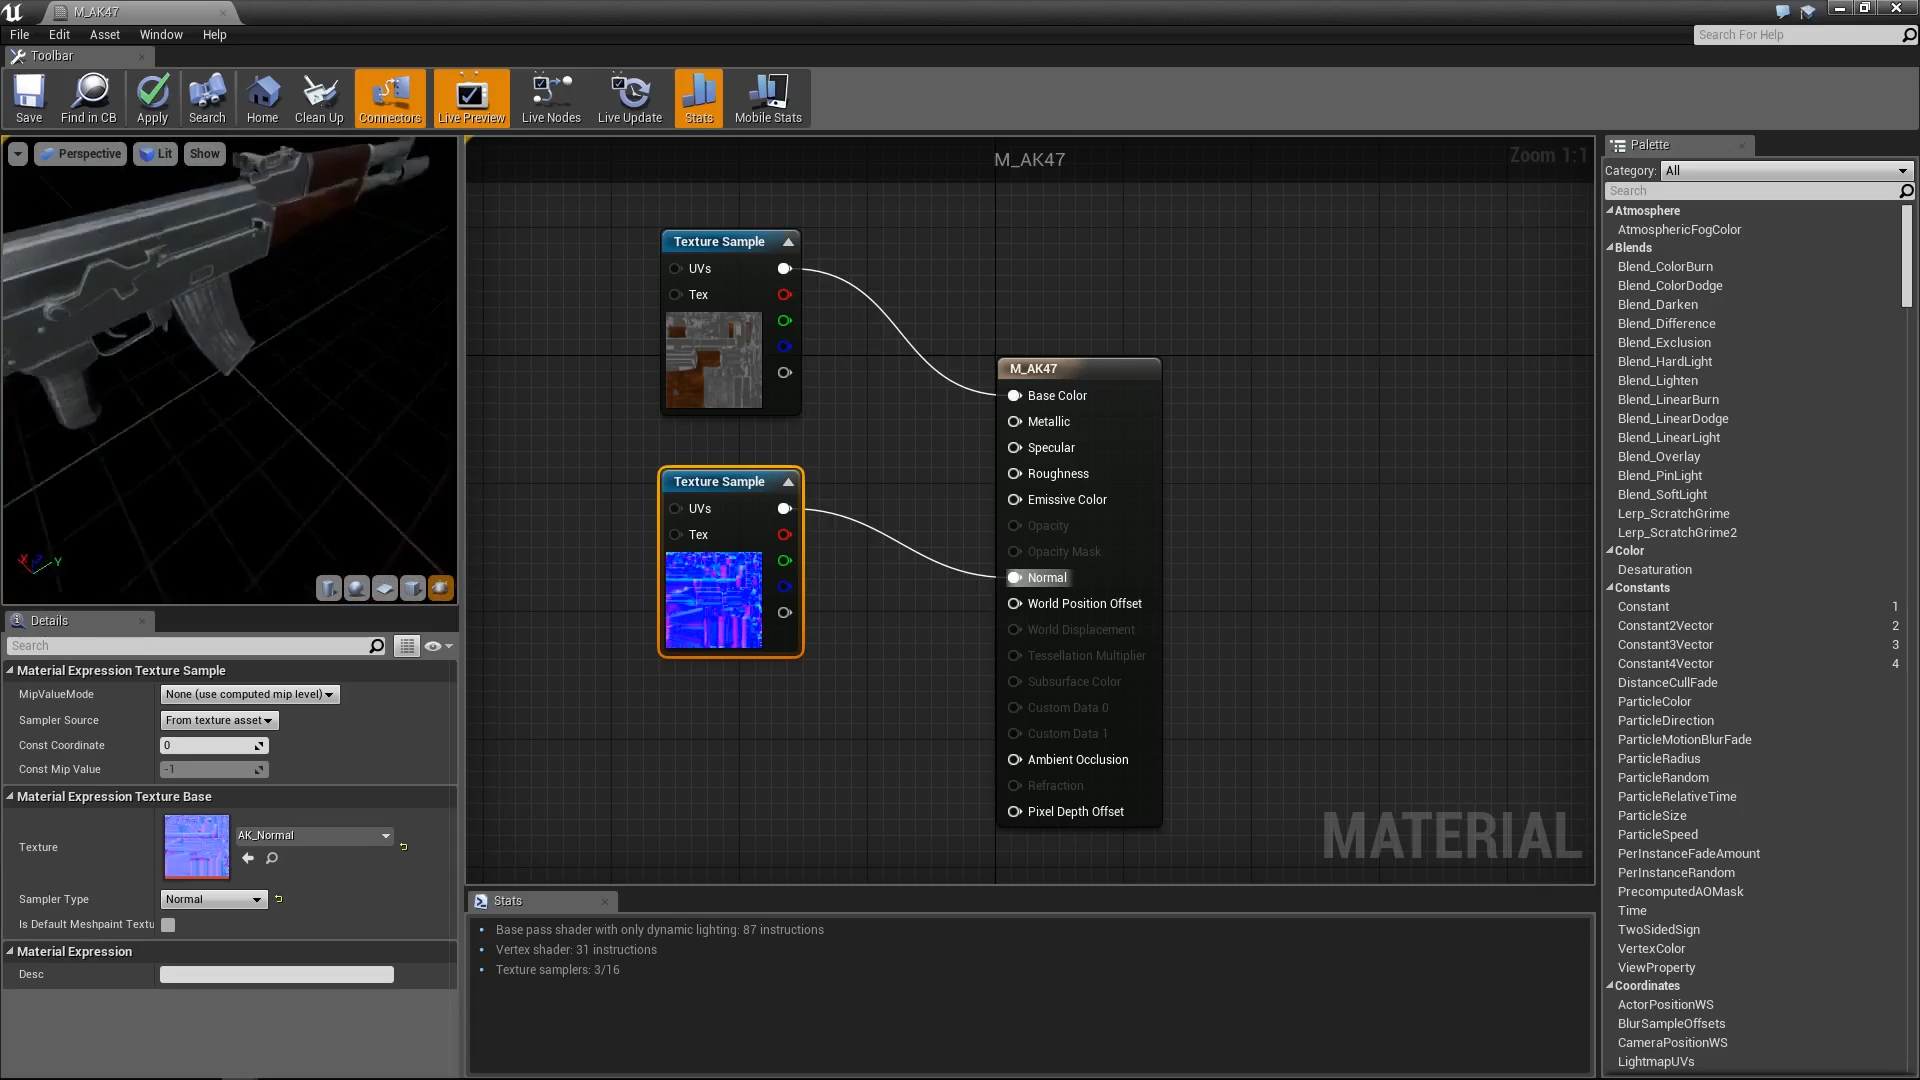 M_AK47
File Edit Asset Window Help
Search For Help
Toolbar
Save Find in CB Apply Search Home Clean Up Connectors Live Preview Live Nodes Live Update Stats Mobile Stats
Perspective Lit Show
X Z Y
M_AK47
Zoom 1:1
Texture Sample
UVs
Tex
Texture Sample
UVs
Tex
M_AK47
Base Color
Metallic
Specular
Roughness
Emissive Color
Opacity
Opacity Mask
Normal
World Position Offset
World Displacement
Tessellation Multiplier
Subsurface Color
Custom Data 0
Custom Data 1
Ambient Occlusion
Refraction
Pixel Depth Offset
MATERIAL
Details
Search
Material Expression Texture Sample
MipValueMode None (use computed mip level)
Sampler Source From texture asset
Const Coordinate 0
Const Mip Value -1
Material Expression Texture Base
Texture AK_Normal
Sampler Type Normal
Is Default Meshpaint Textu
Material Expression
Desc
Stats
Base pass shader with only dynamic lighting: 87 instructions
Vertex shader: 31 instructions
Texture samplers: 3/16
Palette
Category: All
Search
Atmosphere
AtmosphericFogColor
Blends
Blend_ColorBurn
Blend_ColorDodge
Blend_Darken
Blend_Difference
Blend_Exclusion
Blend_HardLight
Blend_Lighten
Blend_LinearBurn
Blend_LinearDodge
Blend_LinearLight
Blend_Overlay
Blend_PinLight
Blend_SoftLight
Lerp_ScratchGrime
Lerp_ScratchGrime2
Color
Desaturation
Constants
Constant 1
Constant2Vector 2
Constant3Vector 3
Constant4Vector 4
DistanceCullFade
ParticleColor
ParticleDirection
ParticleMotionBlurFade
ParticleRadius
ParticleRandom
ParticleRelativeTime
ParticleSize
ParticleSpeed
PerInstanceFadeAmount
PerInstanceRandom
PrecomputedAOMask
Time
TwoSidedSign
VertexColor
ViewProperty
Coordinates
ActorPositionWS
BlurSampleOffsets
CameraPositionWS
LightmapUVs